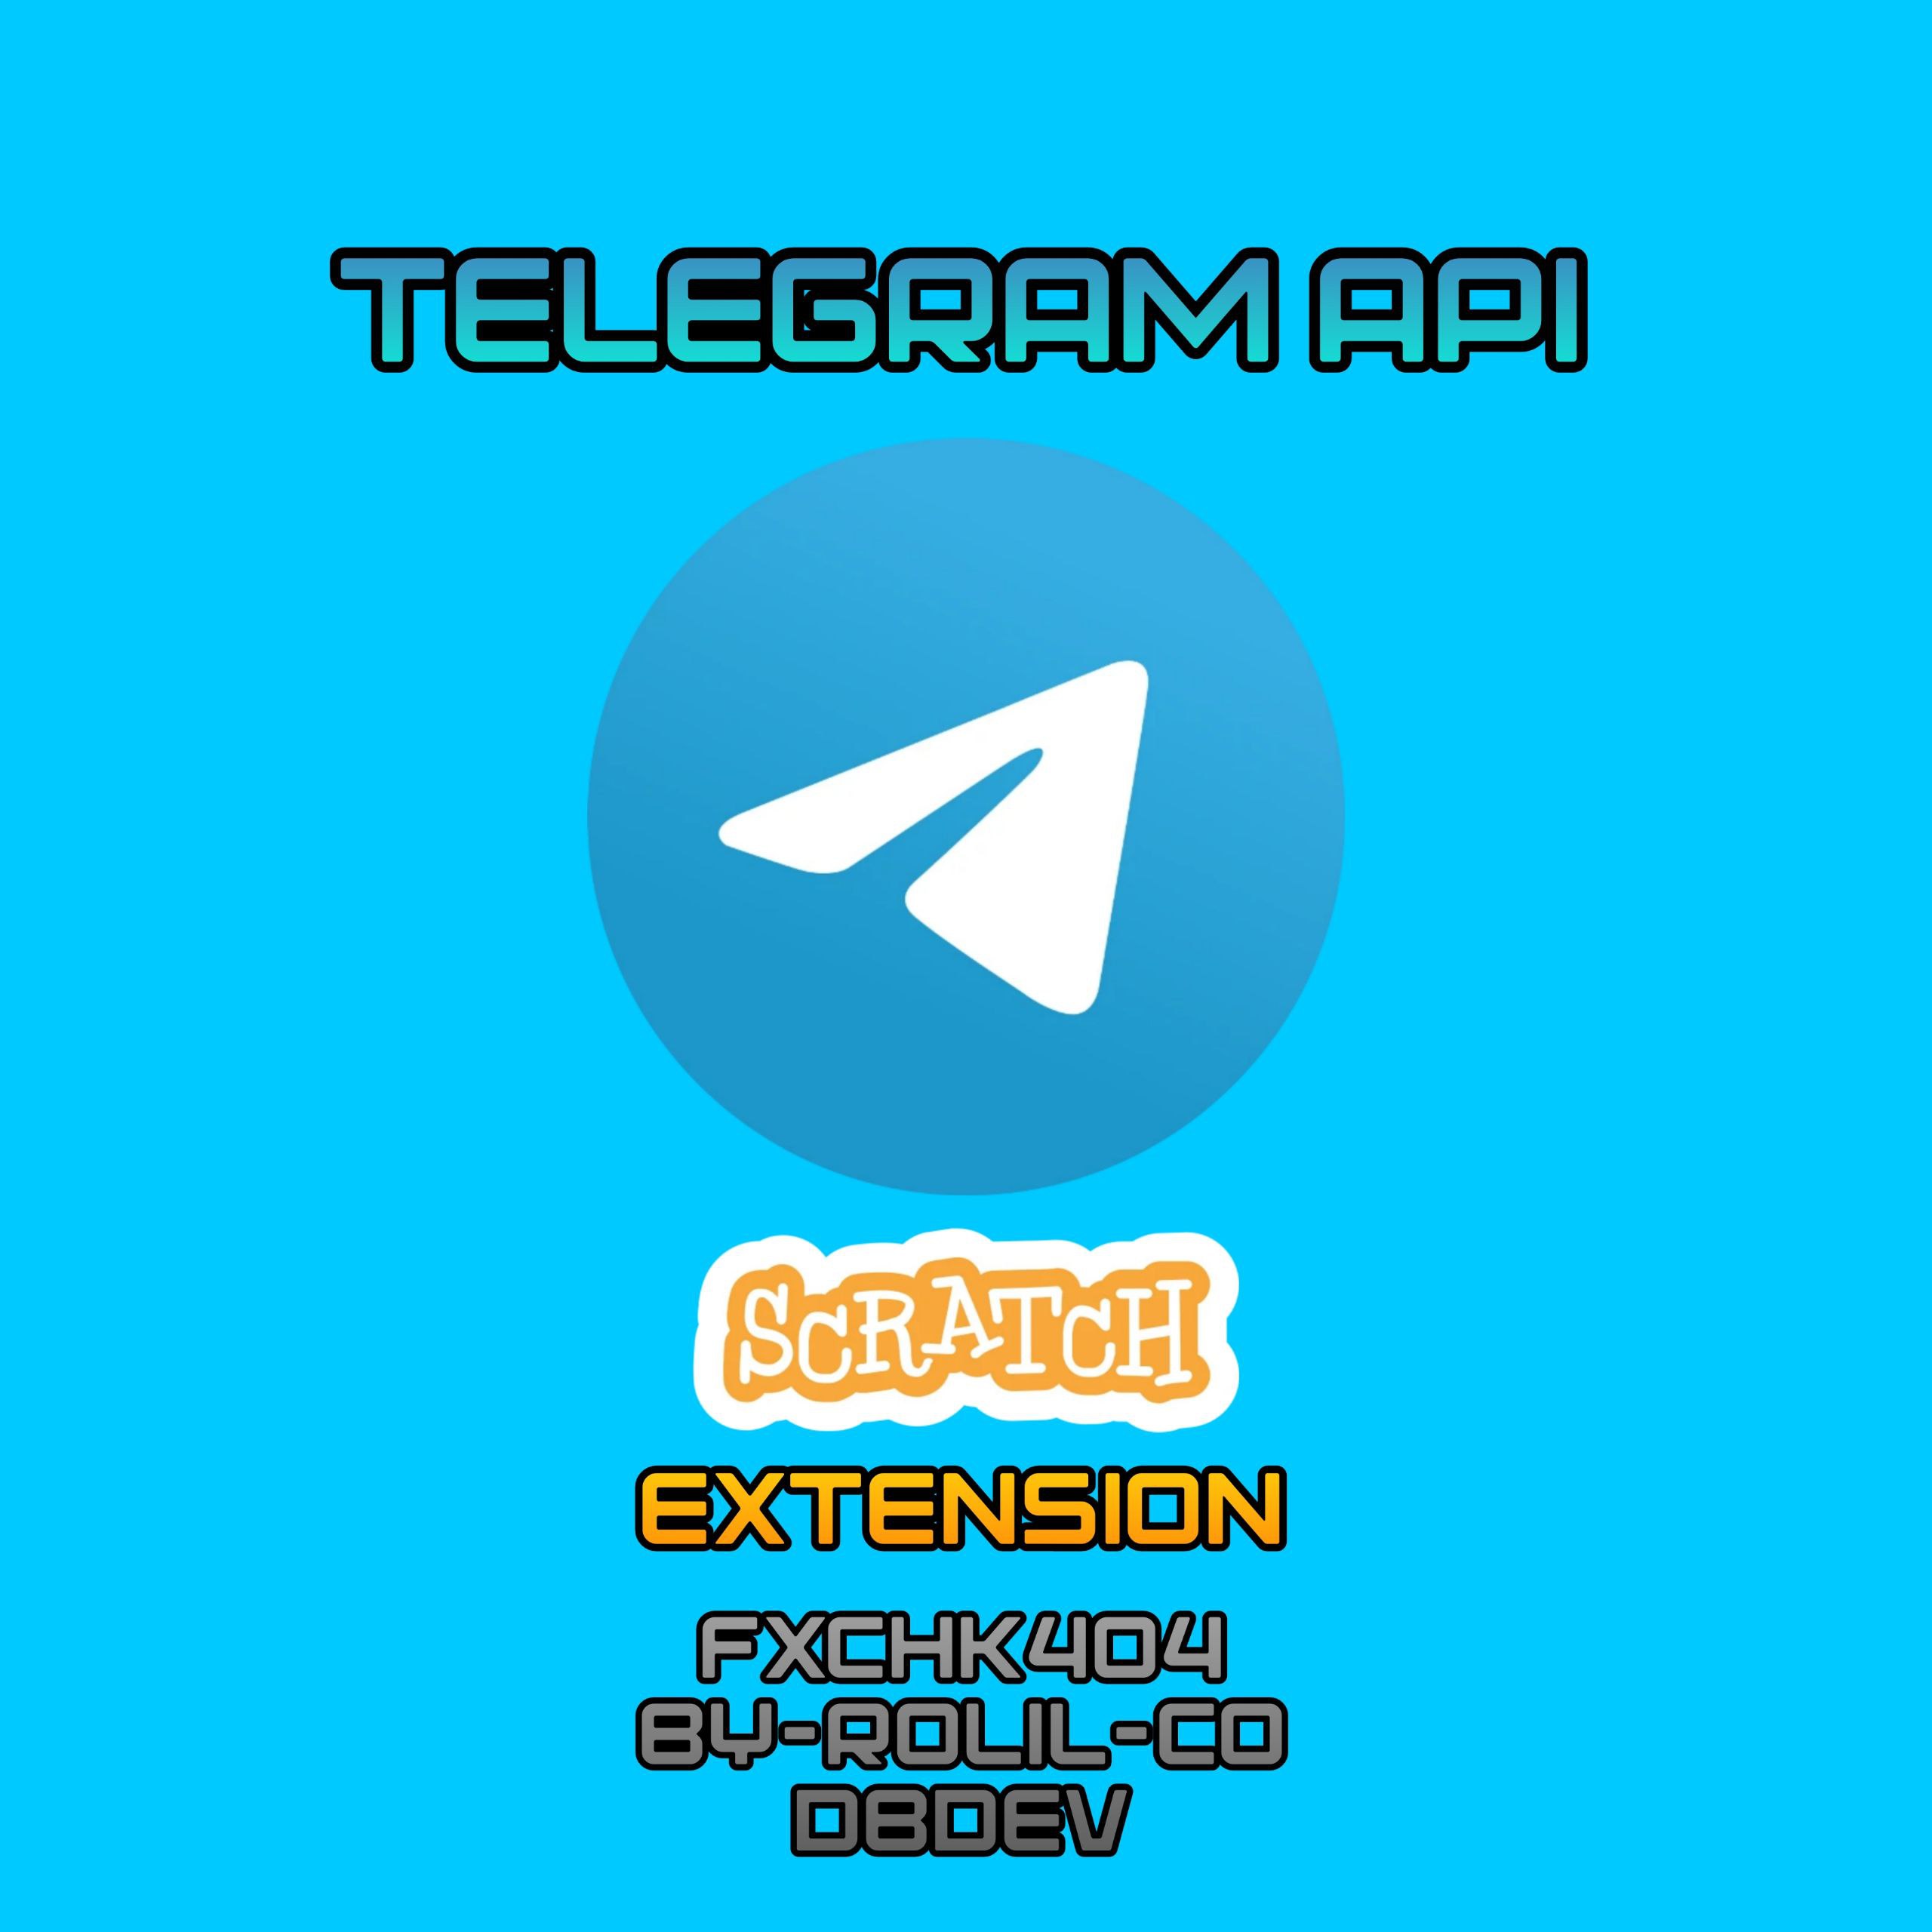 TELEGRAM API
SCRATCH
EXTENSION
FXCHK404
BY-ROLIL-CO
DBDEV